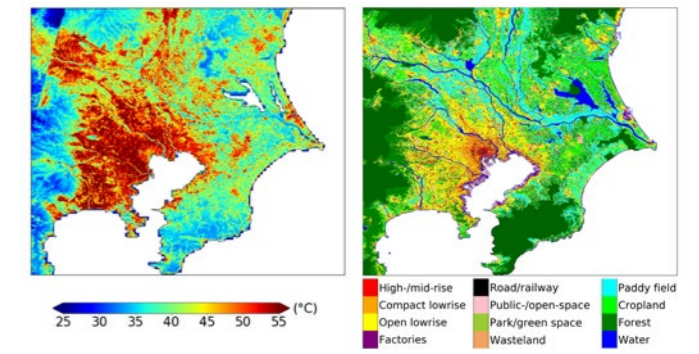 (°C)
25 30 35 40 45 50 55
High-/mid-rise Road/railway Paddy field
Compact lowrise Public-/open-space Cropland
Open lowrise Park/green space Forest
Factories Wasteland Water